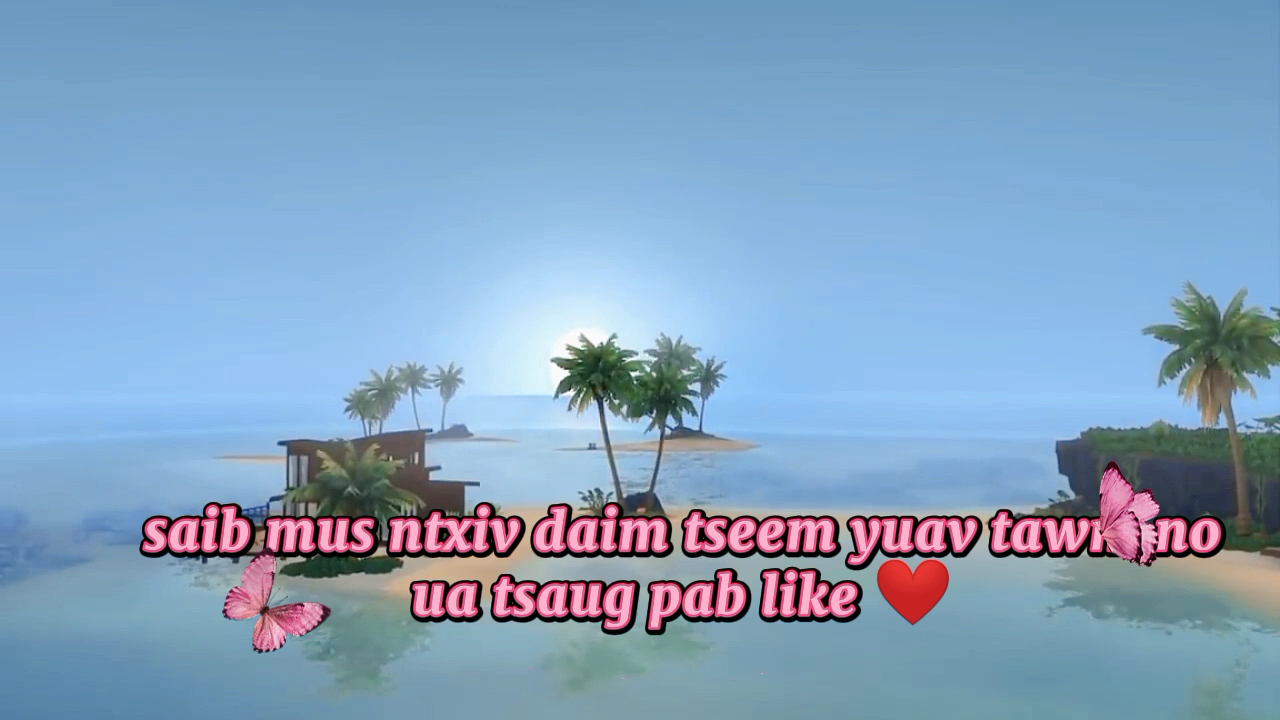 saib mus ntxiv daim tseem yuav no
ua tsaug pab like ❤️